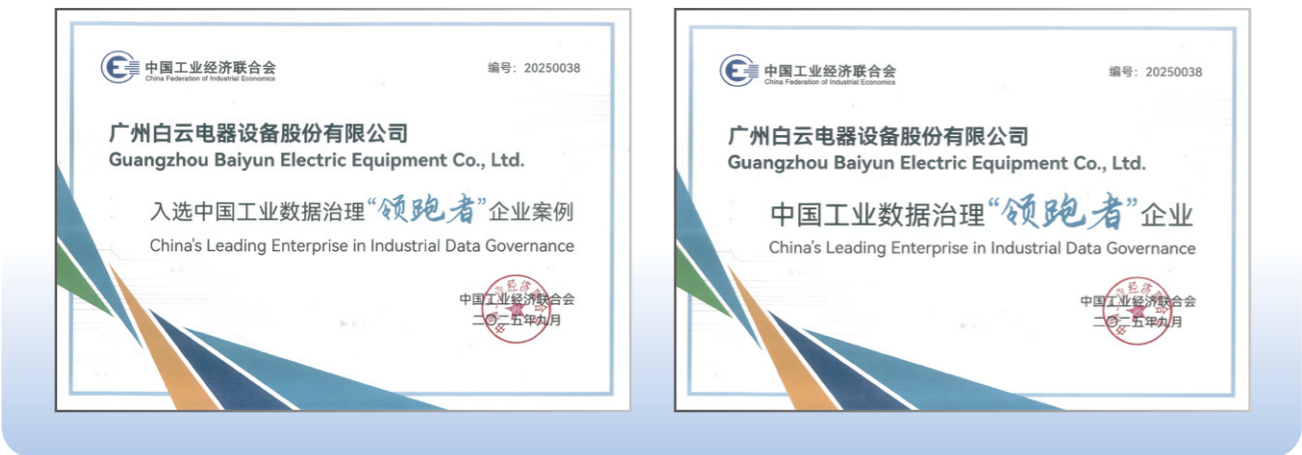 中国工业经济联合会
China Federation of Industrial Economics
编号：20250038
广州白云电器设备股份有限公司
Guangzhou Baiyun Electric Equipment Co., Ltd.
入选中国工业数据治理“领跑者”企业案例
China's Leading Enterprise in Industrial Data Governance
中国工业经济联合会
二〇二五年九月
中国工业经济联合会
China Federation of Industrial Economics
编号：20250038
广州白云电器设备股份有限公司
Guangzhou Baiyun Electric Equipment Co., Ltd.
中国工业数据治理“领跑者”企业
China's Leading Enterprise in Industrial Data Governance
中国工业经济联合会
二〇二五年九月